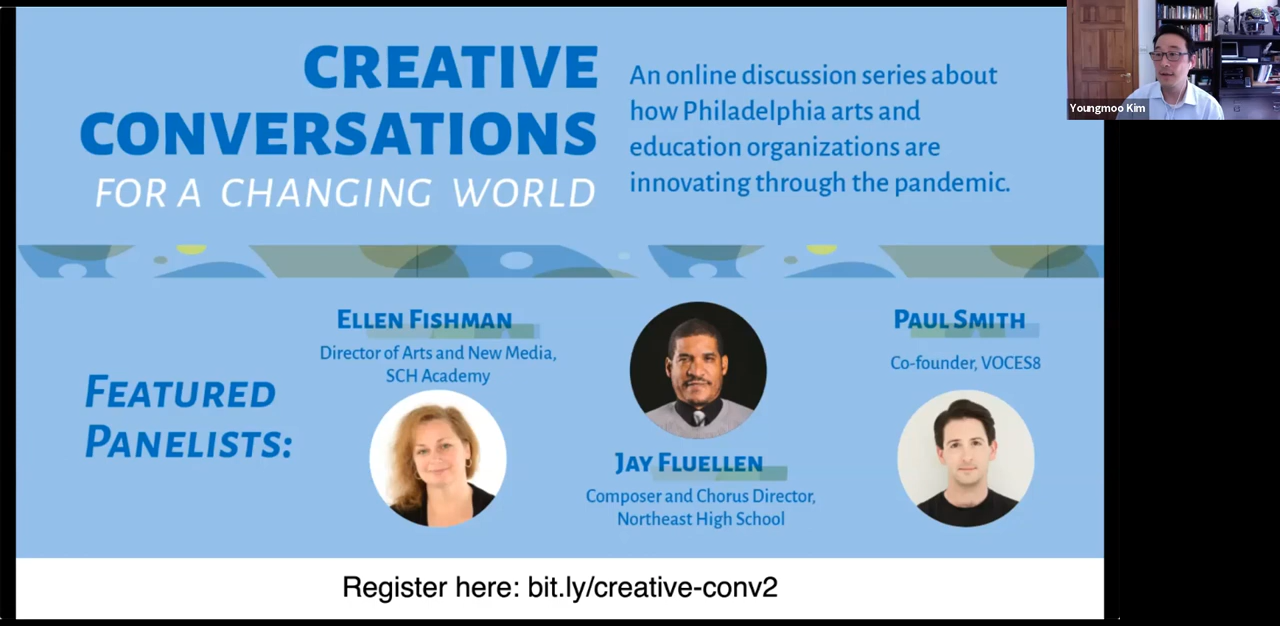 CREATIVE
CONVERSATIONS
FOR A CHANGING WORLD
An online discussion series about
how Philadelphia arts and
education organizations are
innovating through the pandemic.
Youngmoo Kim
FEATURED
PANELISTS:
ELLEN FISHMAN
Director of Arts and New Media,
SCH Academy
JAY FLUELLEN
Composer and Chorus Director,
Northeast High School
PAUL SMITH
Co-founder, VOCES8
Register here: bit.ly/creative-conv2